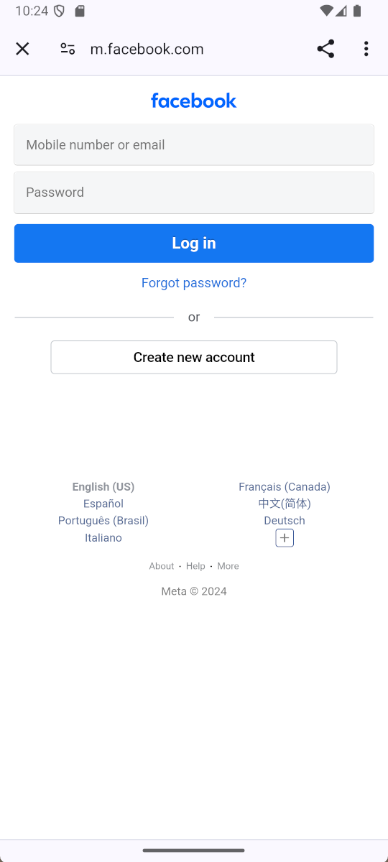 10:24
m.facebook.com
facebook
Mobile number or email
Password
Log in
Forgot password?
or
Create new account
English (US) Français (Canada)
Español 中文(简体)
Português (Brasil) Deutsch
Italiano
About · Help · More
Meta © 2024